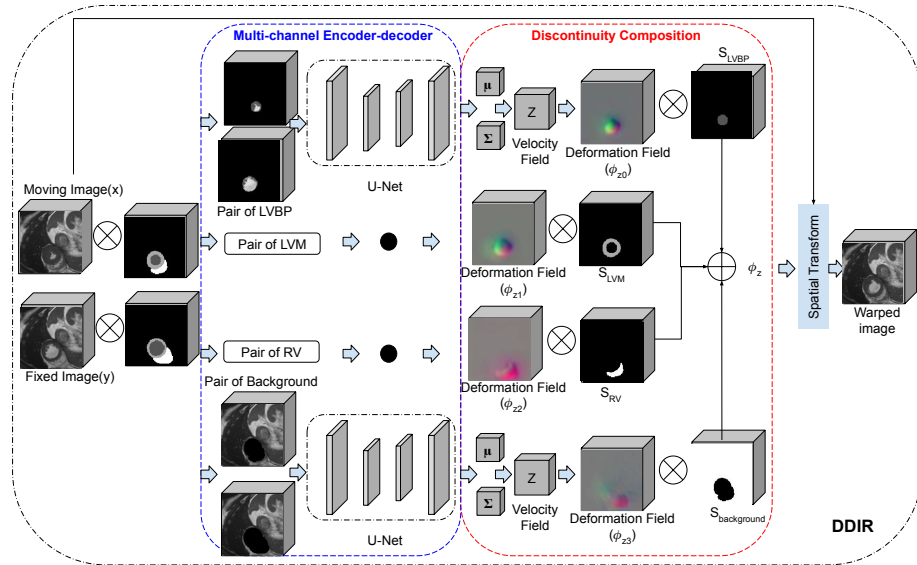 Multi-channel Encoder-decoder
Discontinuity Composition
S_LVBP
μ
Σ
Z
Velocity
Field
Deformation Field
(ϕ_z0)
U-Net
Pair of LVBP
Moving Image(x)
Pair of LVM
Deformation Field
(ϕ_z1)
S_LVM
ϕ_z
Spatial Transform
Warped
image
Fixed Image(y)
Pair of RV
Deformation Field
(ϕ_z2)
S_RV
Pair of Background
U-Net
μ
Σ
Z
Velocity
Field
Deformation Field
(ϕ_z3)
S_background
DDIR